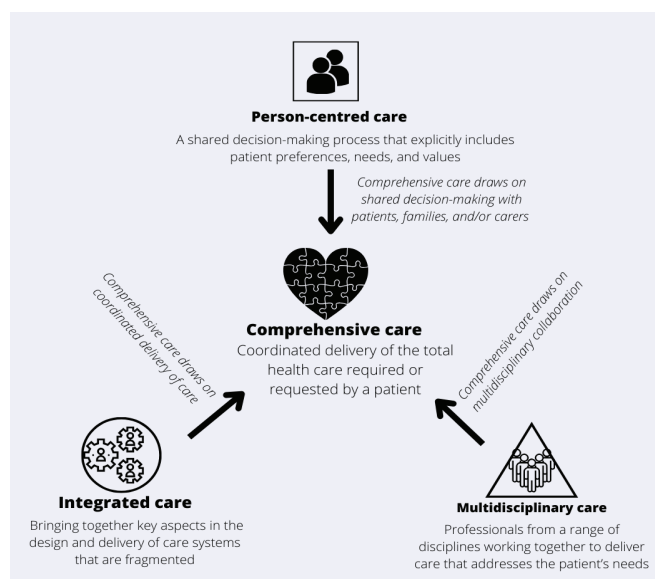 Person-centred care
A shared decision-making process that explicitly includes
patient preferences, needs, and values
Comprehensive care draws on
shared decision-making with
patients, families, and/or carers
Comprehensive care draws on
coordinated delivery of care
Comprehensive care
Coordinated delivery of the total
health care required or
requested by a patient
Comprehensive care draws on
multidisciplinary collaboration
Integrated care
Bringing together key aspects in the
design and delivery of care systems
that are fragmented
Multidisciplinary care
Professionals from a range of
disciplines working together to deliver
care that addresses the patient's needs